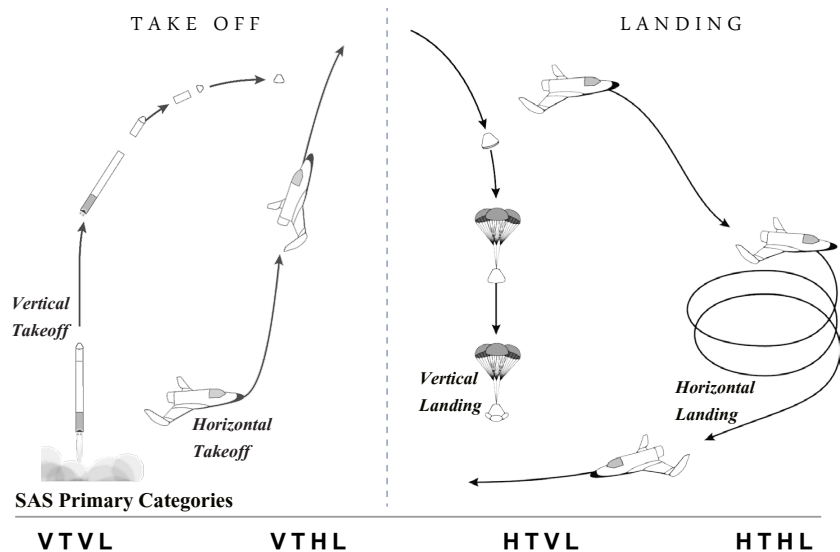 TAKE OFF
LANDING
Vertical
Takeoff
Horizontal
Takeoff
Vertical
Landing
Horizontal
Landing
SAS Primary Categories
VTVL
VTHL
HTVL
HTHL